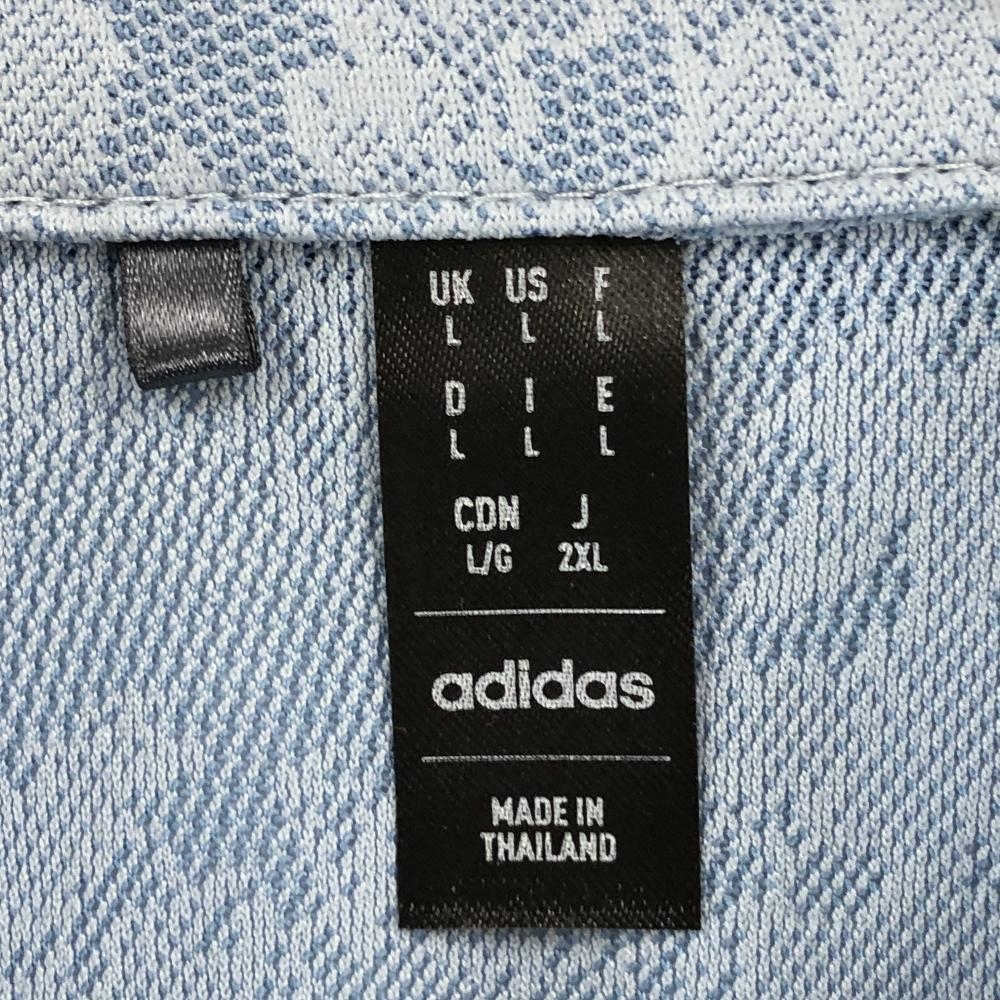 UK US F
L L L
D I E
L L L
CDN J
L/G 2XL
adidas
MADE IN
THAILAND